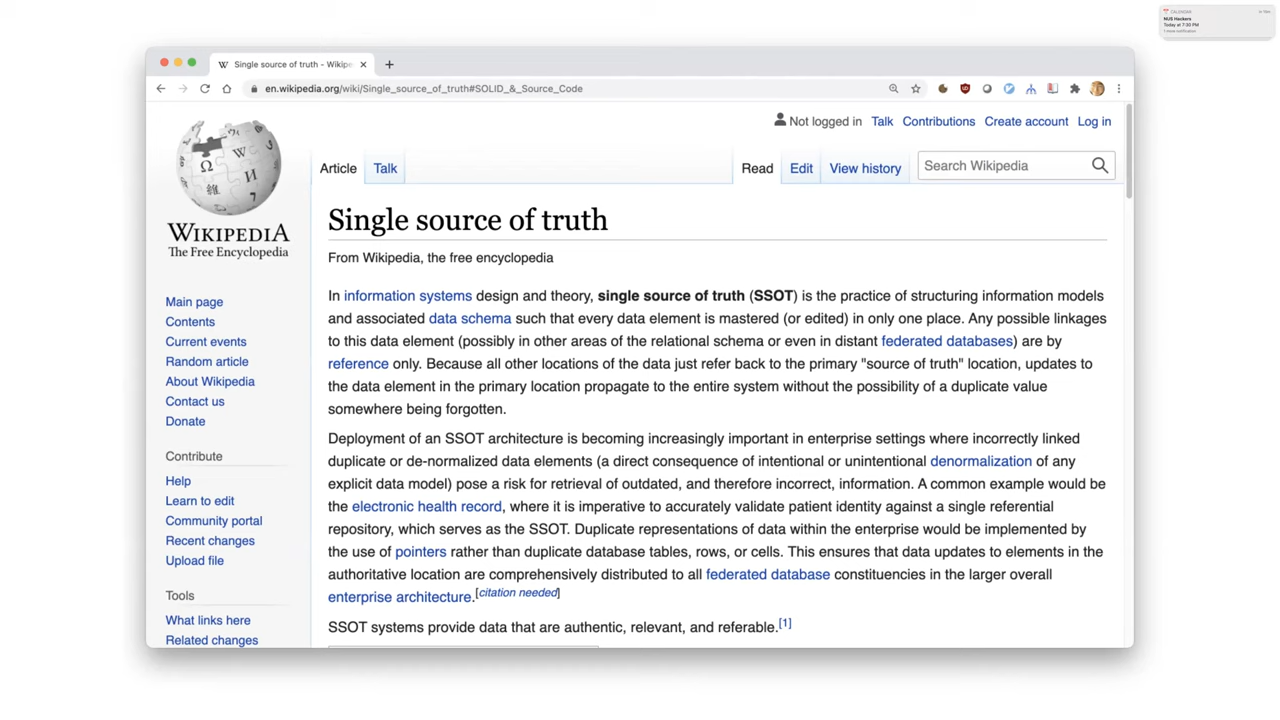 CALENDAR
NUS Hackers
Today at 7:30 PM
1 more notification
Single source of truth - Wikipe
en.wikipedia.org/wiki/Single_source_of_truth#SOLID_&_Source_Code
Not logged in Talk Contributions Create account Log in
Article Talk Read Edit View history Search Wikipedia
WIKIPEDIA
The Free Encyclopedia
Single source of truth
From Wikipedia, the free encyclopedia
In information systems design and theory, single source of truth (SSOT) is the practice of structuring information models
and associated data schema such that every data element is mastered (or edited) in only one place. Any possible linkages
to this data element (possibly in other areas of the relational schema or even in distant federated databases) are by
reference only. Because all other locations of the data just refer back to the primary "source of truth" location, updates to
the data element in the primary location propagate to the entire system without the possibility of a duplicate value
somewhere being forgotten.
Deployment of an SSOT architecture is becoming increasingly important in enterprise settings where incorrectly linked
duplicate or de-normalized data elements (a direct consequence of intentional or unintentional denormalization of any
explicit data model) pose a risk for retrieval of outdated, and therefore incorrect, information. A common example would be
the electronic health record, where it is imperative to accurately validate patient identity against a single referential
repository, which serves as the SSOT. Duplicate representations of data within the enterprise would be implemented by
the use of pointers rather than duplicate database tables, rows, or cells. This ensures that data updates to elements in the
authoritative location are comprehensively distributed to all federated database constituencies in the larger overall
enterprise architecture.[citation needed]
SSOT systems provide data that are authentic, relevant, and referable.[1]
Main page
Contents
Current events
Random article
About Wikipedia
Contact us
Donate
Contribute
Help
Learn to edit
Community portal
Recent changes
Upload file
Tools
What links here
Related changes